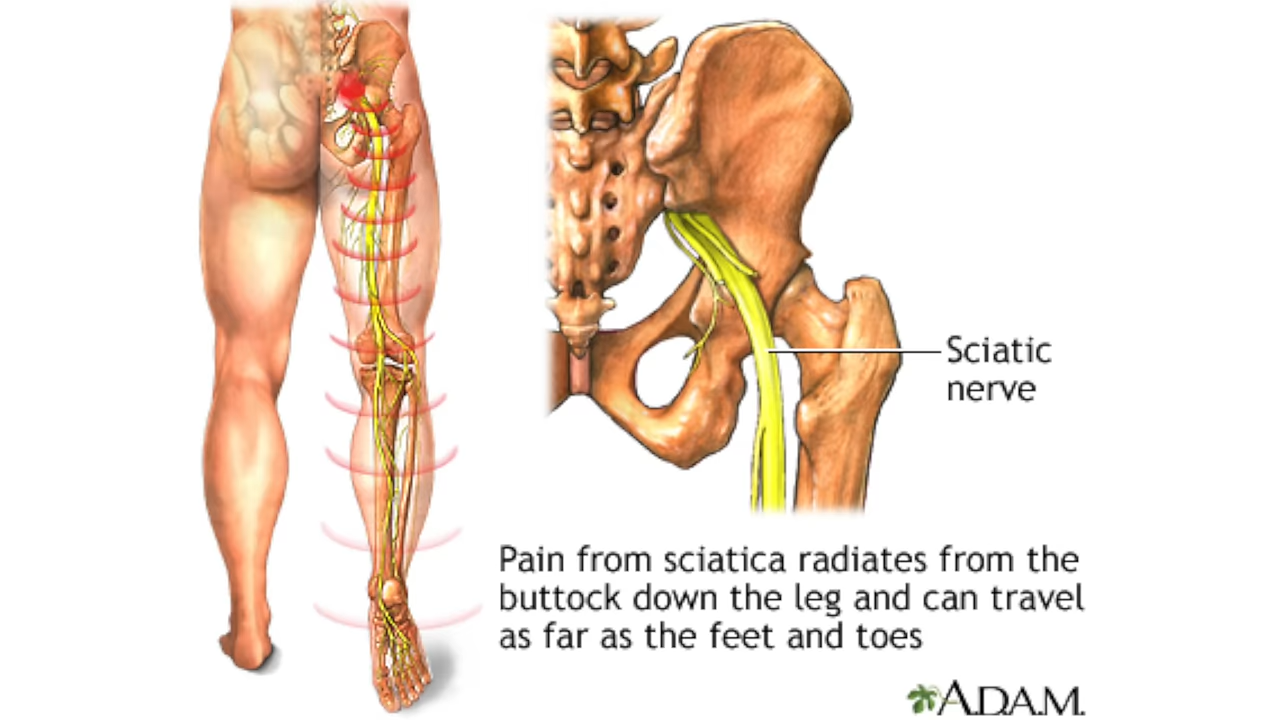 Sciatic
nerve
Pain from sciatica radiates from the
buttock down the leg and can travel
as far as the feet and toes
A.D.A.M.